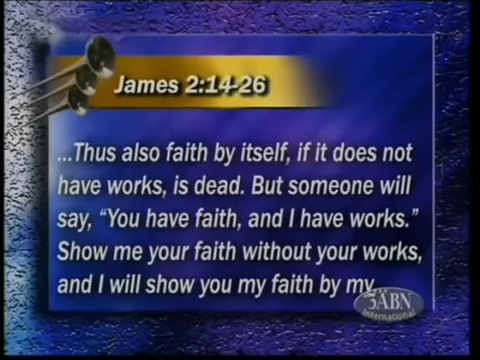 James 2:14-26
...Thus also faith by itself, if it does not
have works, is dead. But someone will
say, "You have faith, and I have works."
Show me your faith without your works,
and I will show you my faith by my
3ABN
International